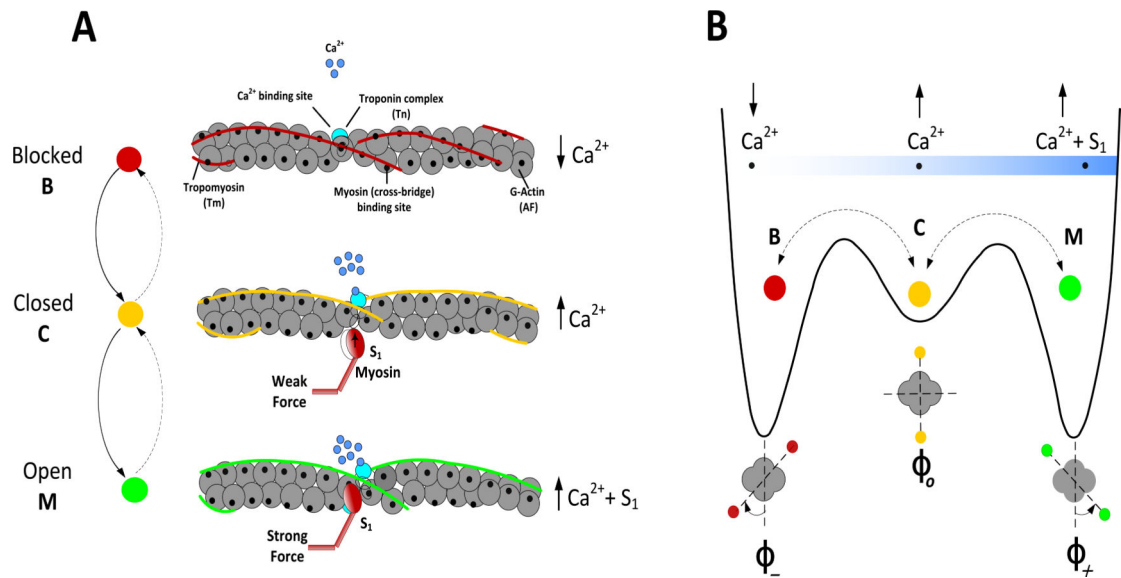 A
Ca²⁺
Ca²⁺ binding site
Troponin complex
(Tn)
Blocked
B
↓ Ca²⁺
Tropomyosin
(Tm)
Myosin (cross-bridge)
binding site
G-Actin
(AF)
Closed
C
↑ Ca²⁺
S₁
Myosin
Weak
Force
Open
M
↑ Ca²⁺ + S₁
S₁
Strong
Force
B
Ca²⁺
Ca²⁺
Ca²⁺ + S₁
B
C
M
ϕₒ
ϕ₋
ϕ₊